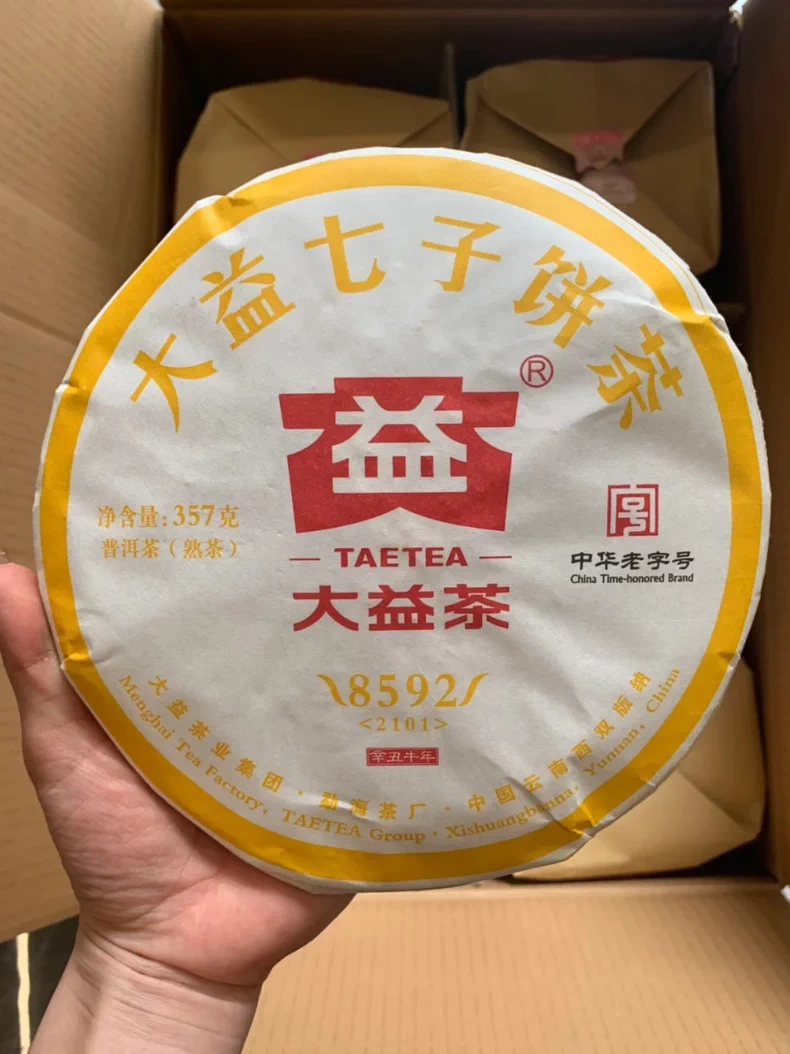 大益七子饼茶
益
®
TAETEA
大益茶
净含量:357克
普洱茶（熟茶）
号
中华老字号
China Time-honored Brand
8592
<2101>
辛丑牛年
大益茶业集团·勐海茶厂·中国云南西双版纳
Menghai Tea Factory, TAETEA Group·Xishuangbanna, Yunnan, China